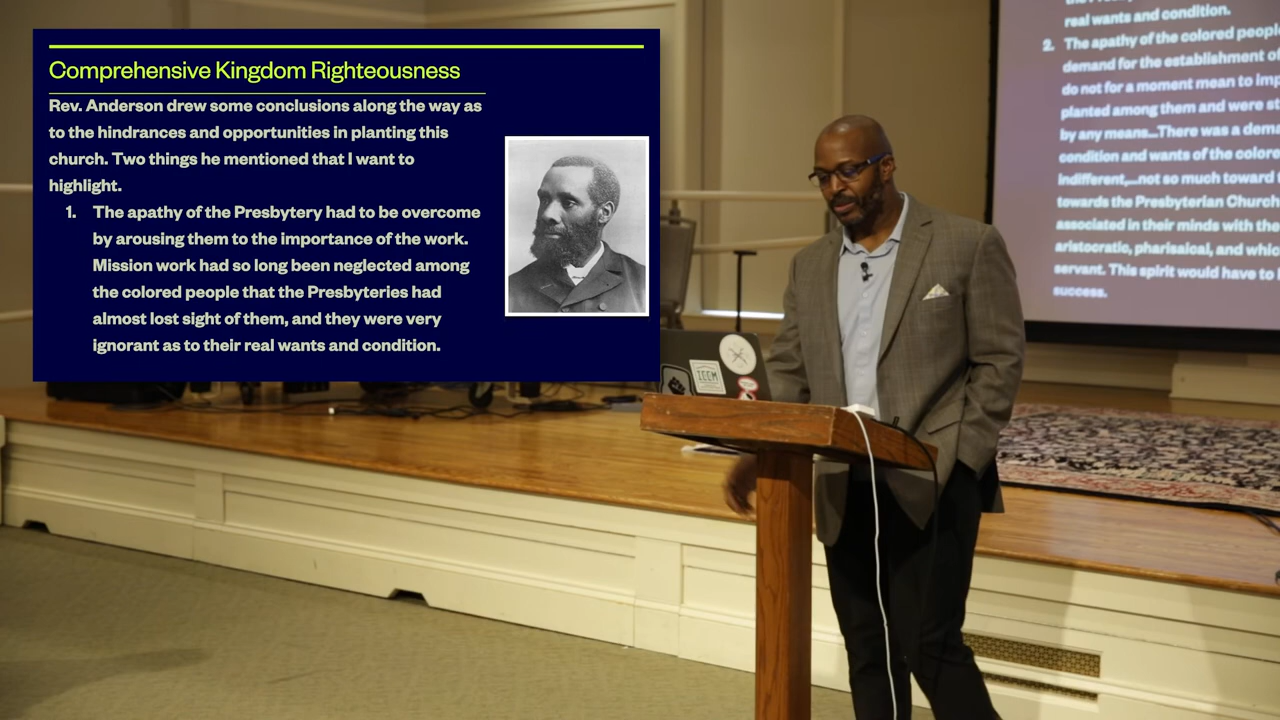 Comprehensive Kingdom Righteousness
Rev. Anderson drew some conclusions along the way as
to the hindrances and opportunities in planting this
church. Two things he mentioned that I want to
highlight.
1. The apathy of the Presbytery had to be overcome
by arousing them to the importance of the work.
Mission work had so long been neglected among
the colored people that the Presbyteries had
almost lost sight of them, and they were very
ignorant as to their real wants and condition.
real wants and condition.
2. The apathy of the colored people
demand for the establishment of
do not for a moment mean to
planted among them and were
by any means...There was a
condition and wants of the
indifferent,...not so much toward
towards the Presbyterian Church
associated in their minds with the
aristocratic, pharisaical, and
servant. This spirit would have to
success.